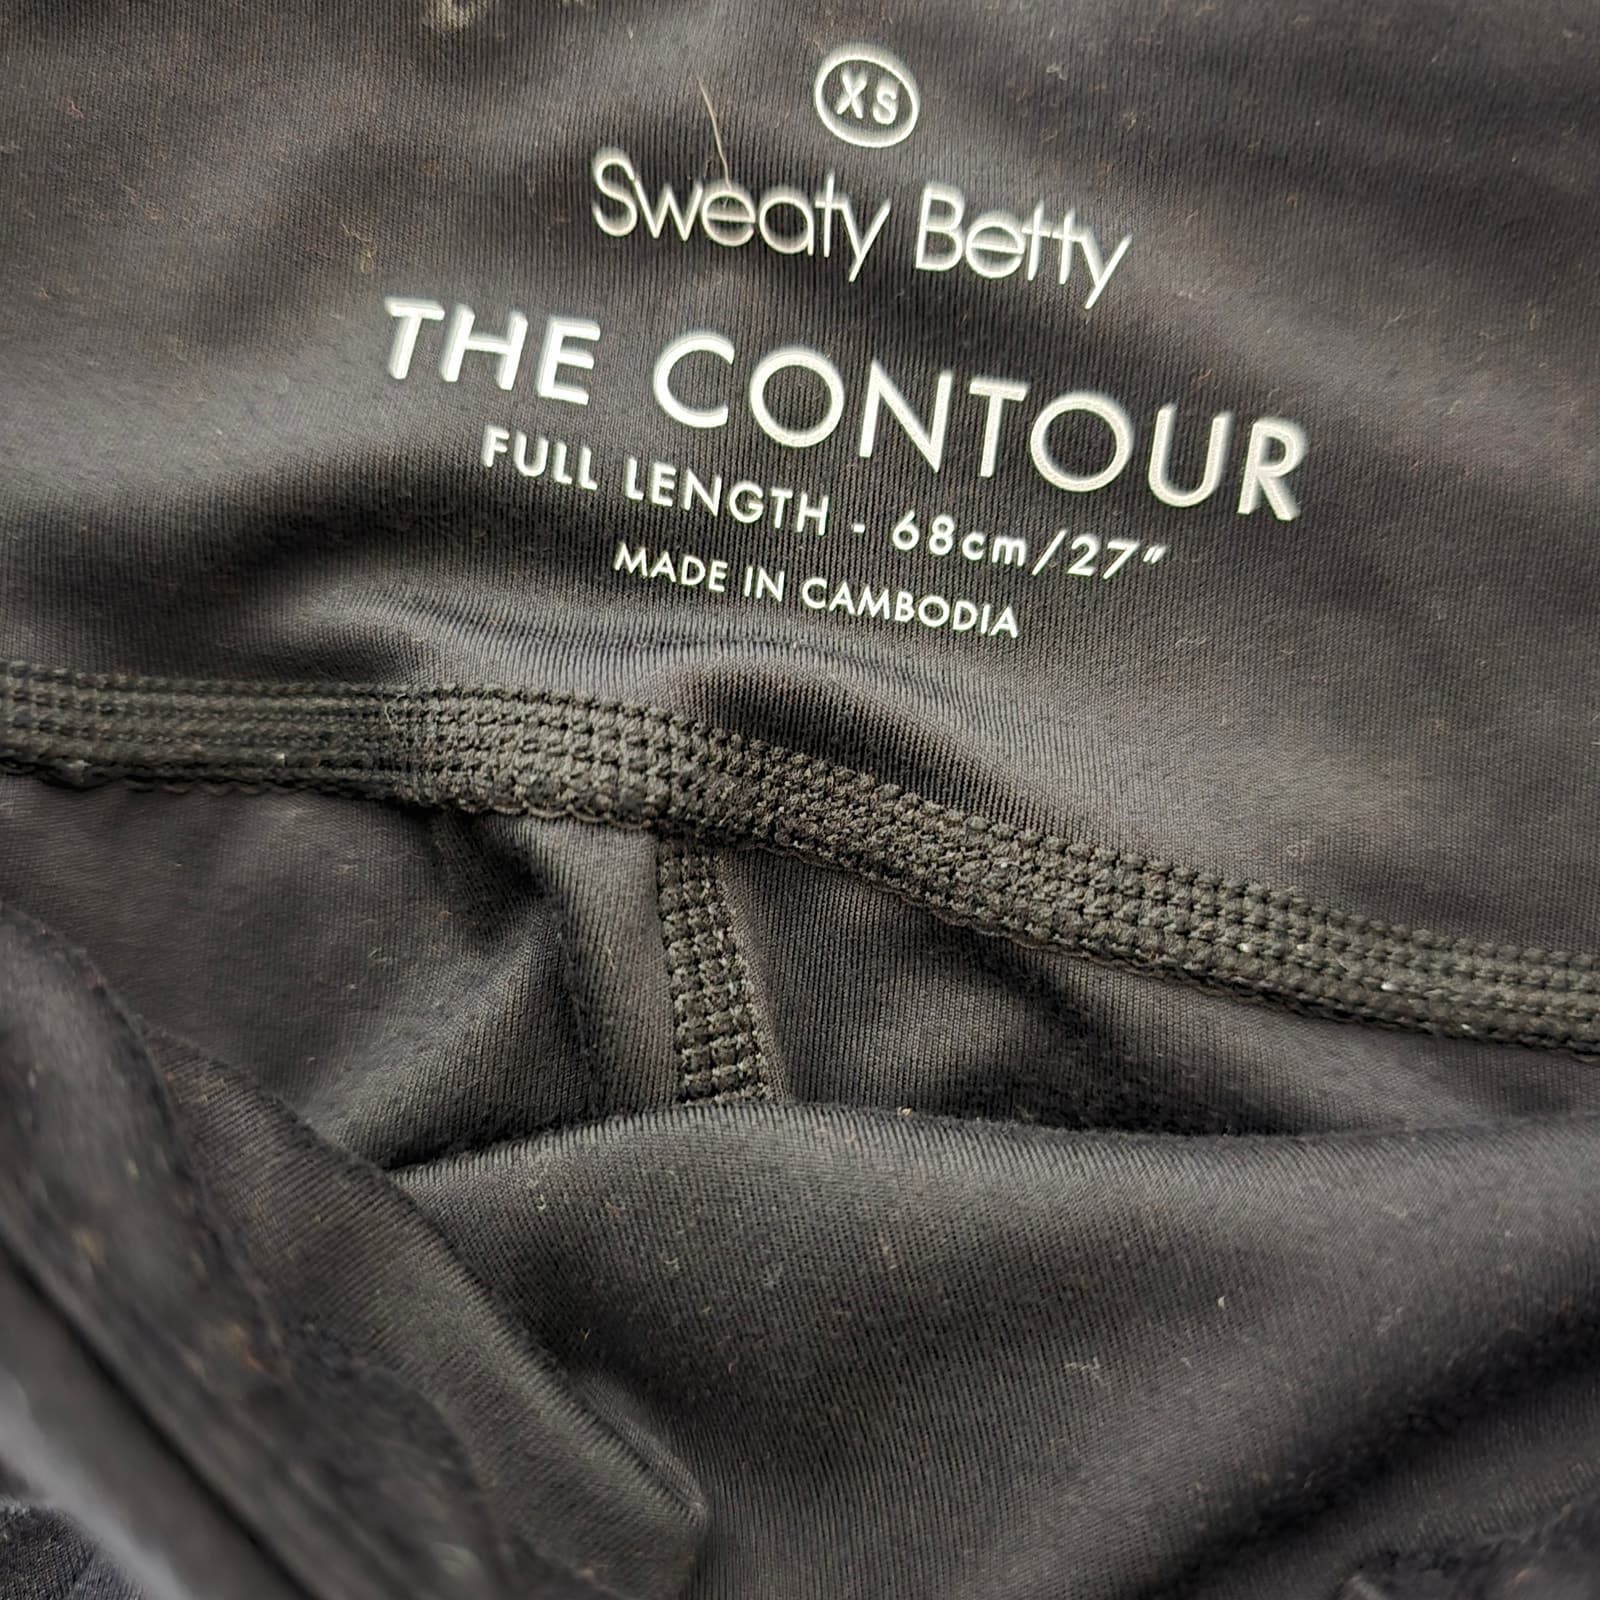 XS
Sweaty Betty
THE CONTOUR
FULL LENGTH - 68cm/27"
MADE IN CAMBODIA